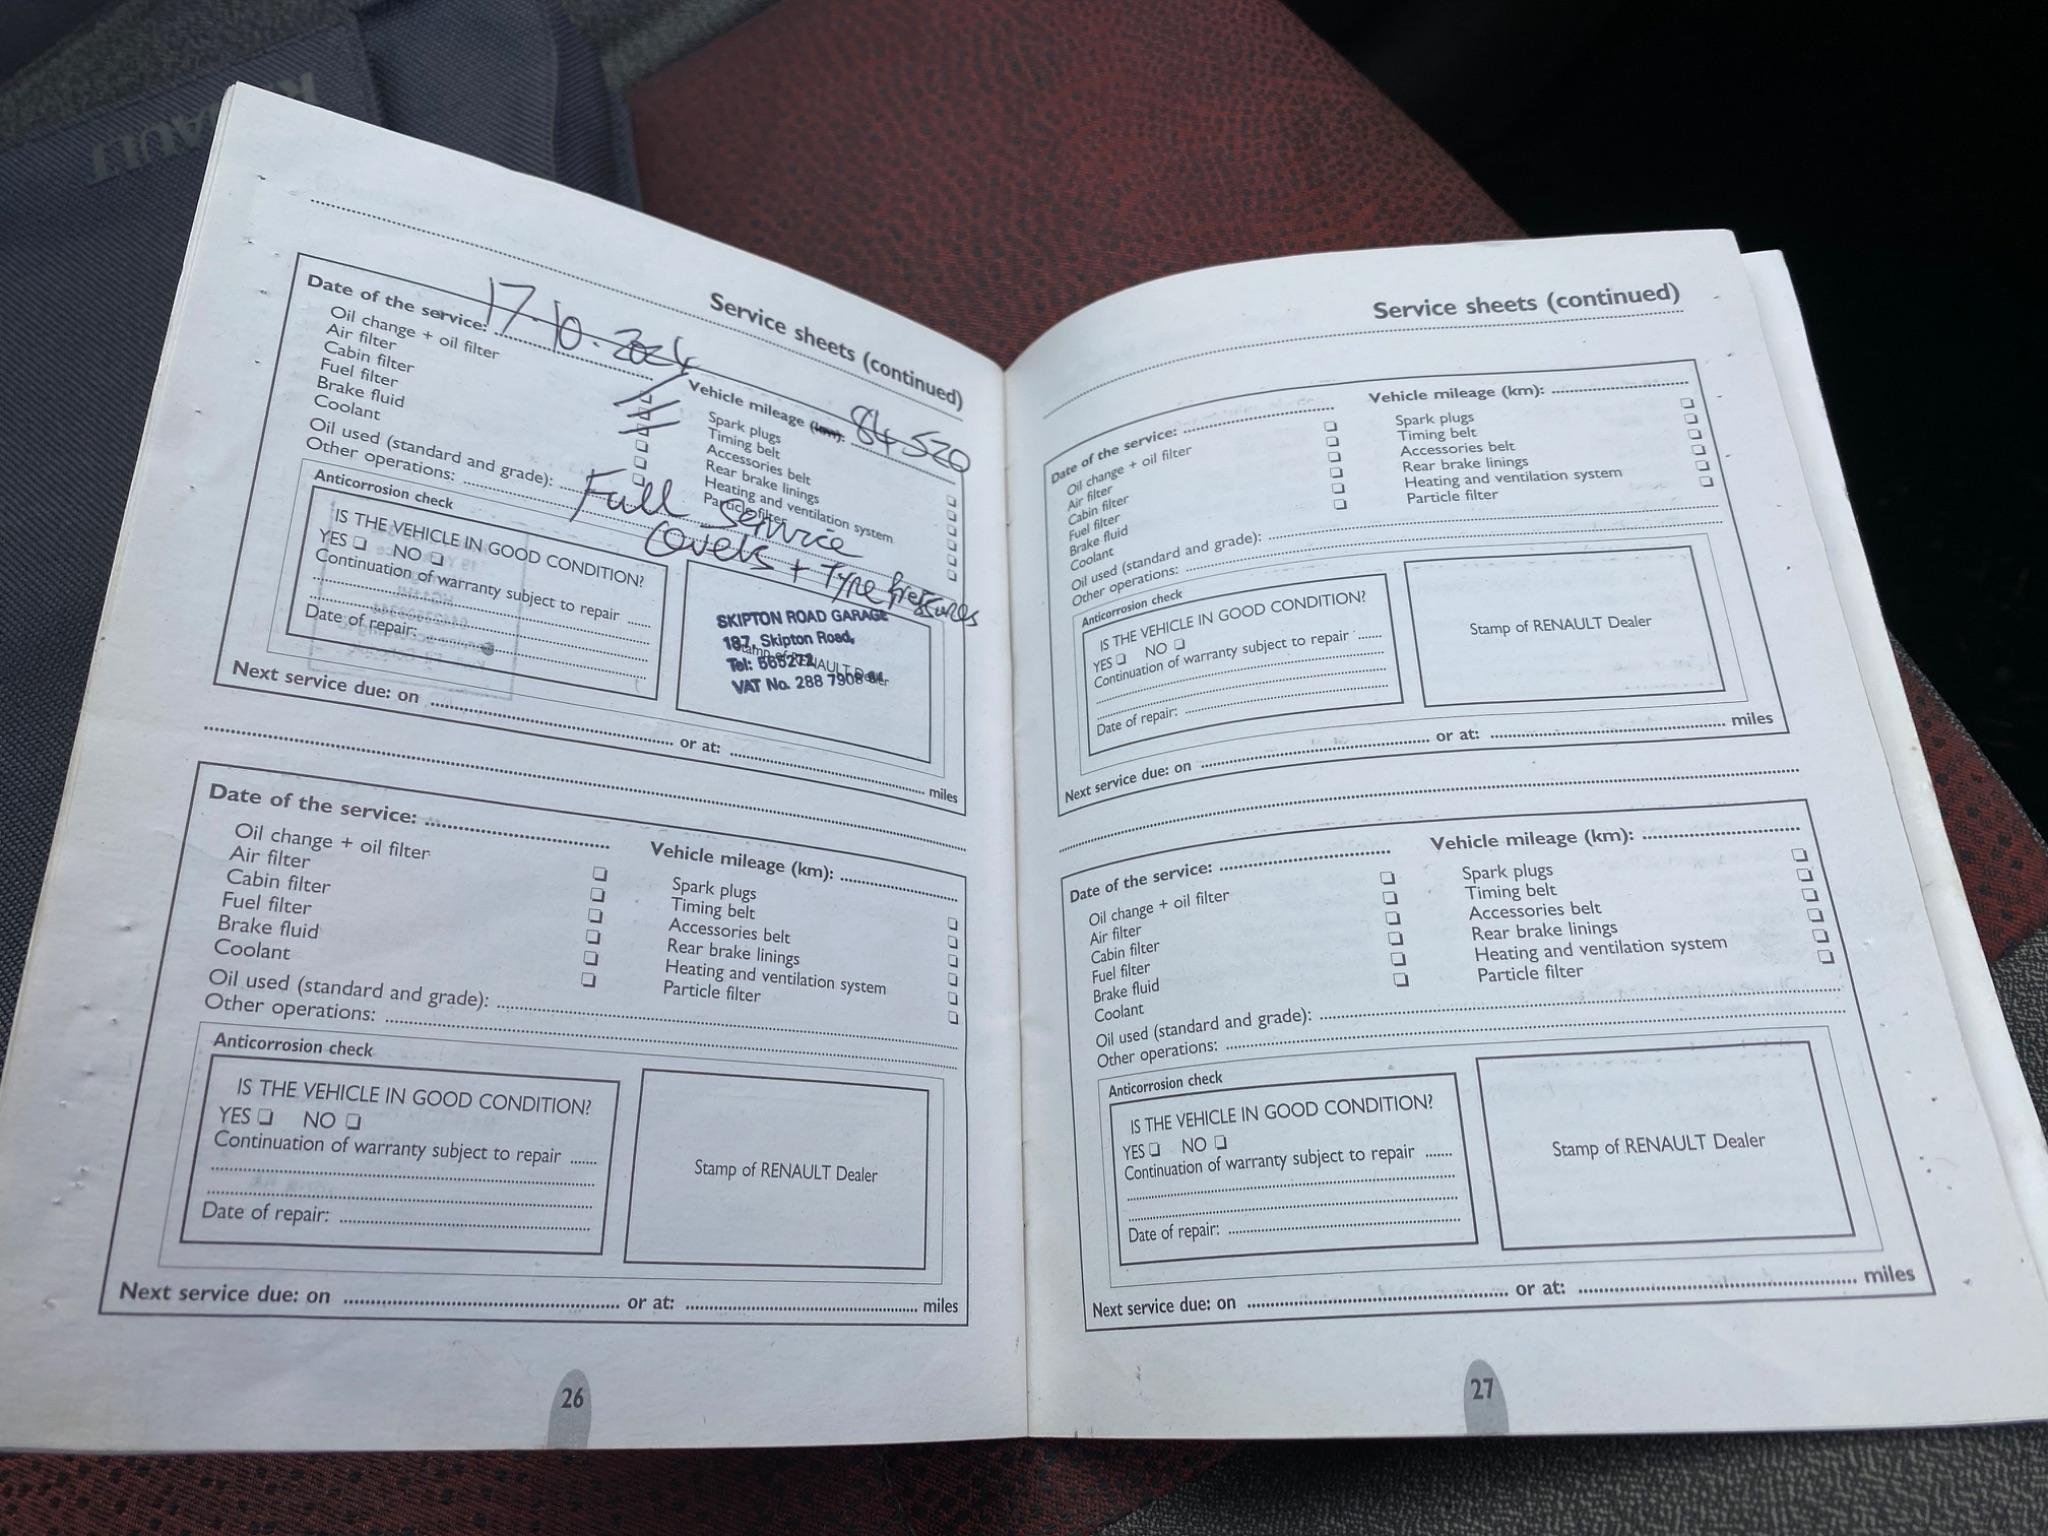 RENAULT
Service sheets (continued)
Date of the service: 17.10.2024
Vehicle mileage (km): 84520
Oil change + oil filter
Air filter
Cabin filter
Fuel filter
Brake fluid
Coolant
Spark plugs
Timing belt
Accessories belt
Rear brake linings
Heating and ventilation system
Particle filter
Oil used (standard and grade):
Other operations: Full Service
Levels + Tyre Pressures
Anticorrosion check
IS THE VEHICLE IN GOOD CONDITION?
YES NO
Continuation of warranty subject to repair
Date of repair:
SKIPTON ROAD GARAGE
187, Skipton Road,
Tel: 565272
VAT No. 288 7908 84
Stamp of RENAULT Dealer
Next service due: on or at: miles
Date of the service:
Vehicle mileage (km):
Oil change + oil filter
Air filter
Cabin filter
Fuel filter
Brake fluid
Coolant
Spark plugs
Timing belt
Accessories belt
Rear brake linings
Heating and ventilation system
Particle filter
Oil used (standard and grade):
Other operations:
Anticorrosion check
IS THE VEHICLE IN GOOD CONDITION?
YES NO
Continuation of warranty subject to repair
Date of repair:
Stamp of RENAULT Dealer
Next service due: on or at: miles
26
Service sheets (continued)
Date of the service:
Vehicle mileage (km):
Oil change + oil filter
Air filter
Cabin filter
Fuel filter
Brake fluid
Coolant
Spark plugs
Timing belt
Accessories belt
Rear brake linings
Heating and ventilation system
Particle filter
Oil used (standard and grade):
Other operations:
Anticorrosion check
IS THE VEHICLE IN GOOD CONDITION?
YES NO
Continuation of warranty subject to repair
Date of repair:
Stamp of RENAULT Dealer
Next service due: on or at: miles
Date of the service:
Vehicle mileage (km):
Oil change + oil filter
Air filter
Cabin filter
Fuel filter
Brake fluid
Coolant
Spark plugs
Timing belt
Accessories belt
Rear brake linings
Heating and ventilation system
Particle filter
Oil used (standard and grade):
Other operations:
Anticorrosion check
IS THE VEHICLE IN GOOD CONDITION?
YES NO
Continuation of warranty subject to repair
Date of repair:
Stamp of RENAULT Dealer
Next service due: on or at: miles
27